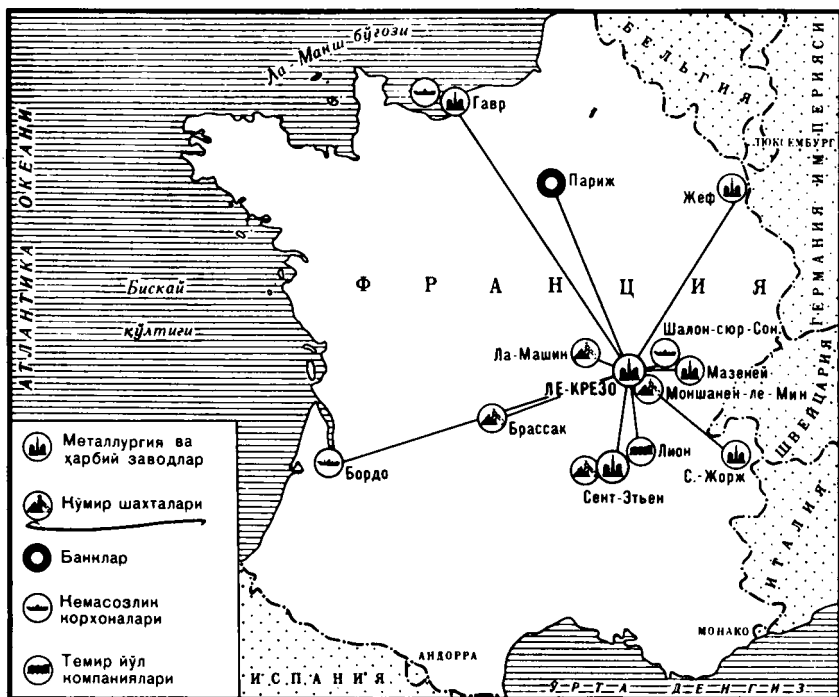 Ла-Манш бўғози
БЕЛЬГИЯ
ЛЮКСЕМБУРГ
ГЕРМАНИЯ ИМПЕРИЯСИ
АТЛАНТИКА ОКЕАНИ
Гавр
Париж
Жеф
ФРАНЦИЯ
Бискай
қўлтиғи
Шалон-сюр-Сон
Ла-Машин
ЛЕ-КРЕЗО
Мазеней
Моншанен-ле-Мин
ШВЕЙЦАРИЯ
Брассак
Бордо
Лион
С.-Жорж
Сент-Этьен
ИТАЛИЯ
МОНАКО
АНДОРРА
ИСПАНИЯ
ЎРТА ДЕНГИЗ
Металлургия ва
ҳарбий заводлар
Кўмир шахталари
Банклар
Кемасозлик
корхоналари
Темир йўл
компаниялари